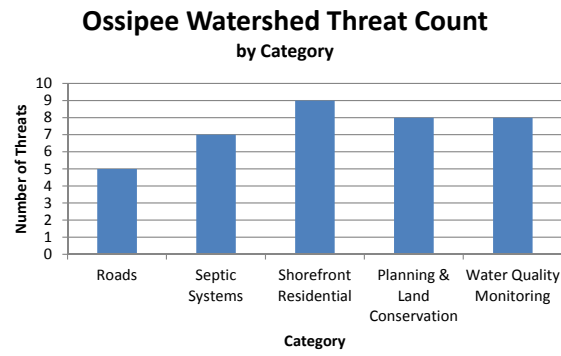 Ossipee Watershed Threat Count
by Category
Number of Threats
10
9
8
7
6
5
4
3
2
1
0
Roads
Septic
Systems
Shorefront
Residential
Planning &
Land
Conservation
Water Quality
Monitoring
Category